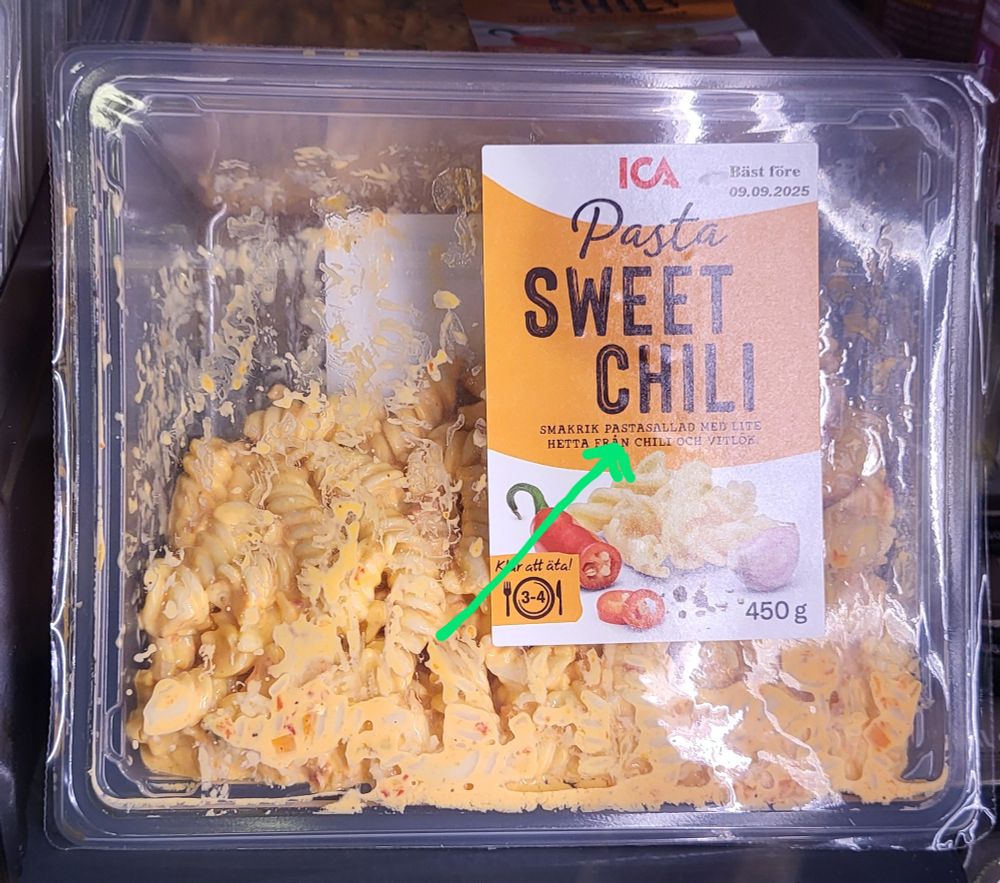 CHILI
ICA
Bäst före
09.09.2025
Pasta
SWEET
CHILI
SMAKRIK PASTASALLAD MED LITE
HETTA FRÅN CHILI OCH VITLÖK.
Klar att äta!
3-4
450 g